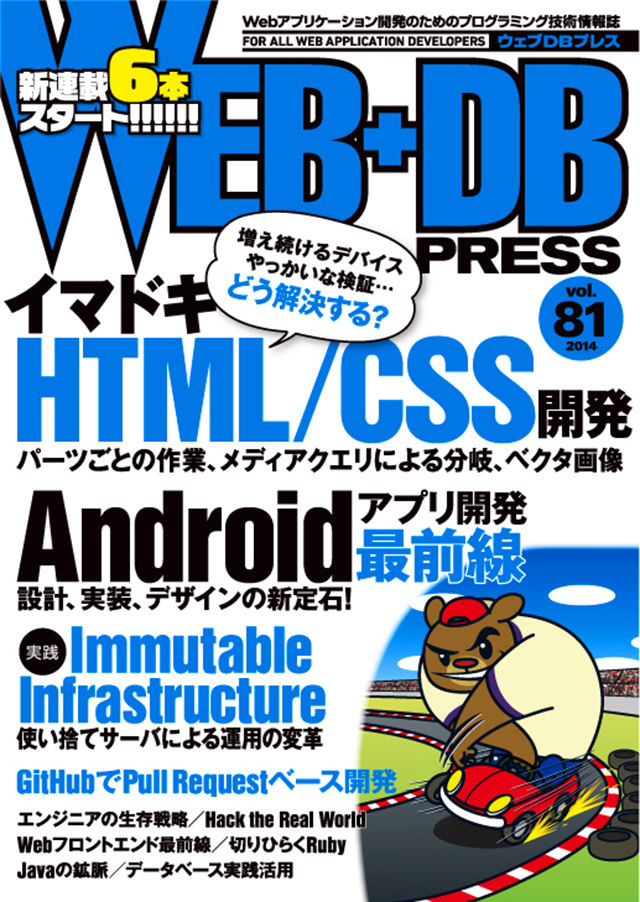 Webアプリケーション開発のためのプログラミング技術情報誌
FOR ALL WEB APPLICATION DEVELOPERS ウェブDBプレス
新連載6本
スタート!!!!!!
WEB+DB
PRESS
vol.
81
2014
増え続けるデバイス
やっかいな検証…
どう解決する?
イマドキ
HTML/CSS開発
パーツごとの作業、メディアクエリによる分岐、ベクタ画像
Androidアプリ開発
最前線
設計、実装、デザインの新定石!
実践 Immutable
Infrastructure
使い捨てサーバによる運用の変革
GitHubでPull Requestベース開発
エンジニアの生存戦略/Hack the Real World
Webフロントエンド最前線/切りひらくRuby
Javaの鉱脈/データベース実践活用